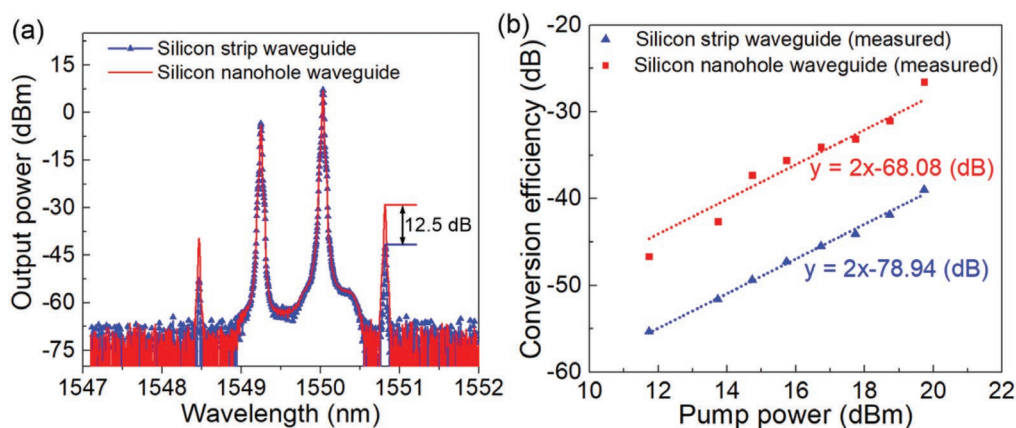 (a)
Silicon strip waveguide
Silicon nanohole waveguide
Output power (dBm)
15
0
-15
-30
-45
-60
-75
12.5 dB
1547 1548 1549 1550 1551 1552
Wavelength (nm)
(b)
Silicon strip waveguide (measured)
Silicon nanohole waveguide (measured)
Conversion efficiency (dB)
-20
-30
-40
-50
-60
y = 2x-68.08 (dB)
y = 2x-78.94 (dB)
10 12 14 16 18 20 22
Pump power (dBm)